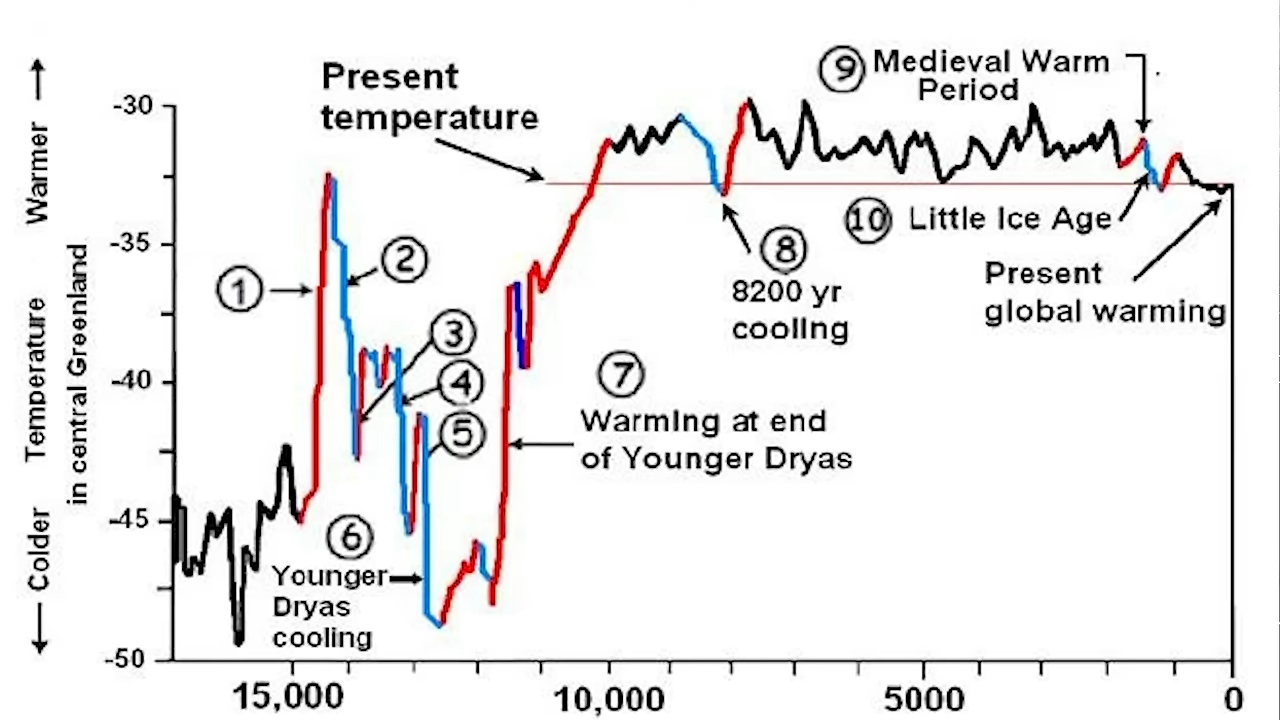 Present
temperature
9
Medieval Warm
Period
Warmer
-30
10
Little Ice Age
8
8200 yr
cooling
Present
global warming
-35
1
2
3
4
5
Temperature
in central Greenland
-40
7
Warming at end
of Younger Dryas
-45
6
Younger
Dryas
cooling
Colder
-50
15,000
10,000
5000
0